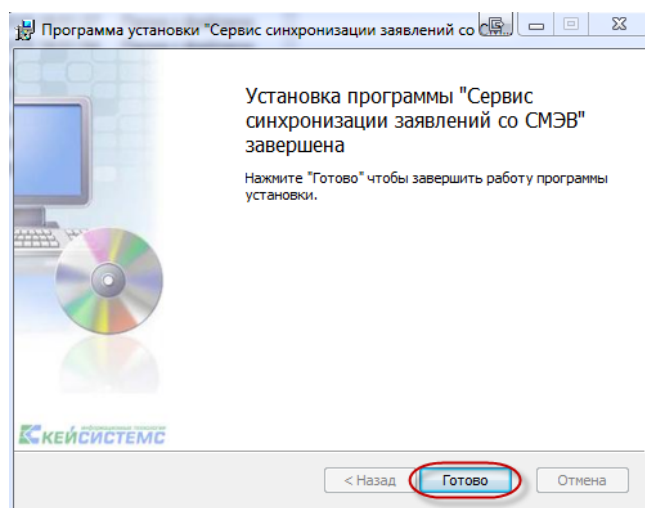 Программа установки "Сервис синхронизации заявлений со
Установка программы "Сервис
синхронизации заявлений со СМЭВ"
завершена
Нажмите "Готово" чтобы завершить работу программы
установки.
КЕЙСИСТЕМС
< Назад Готово Отмена